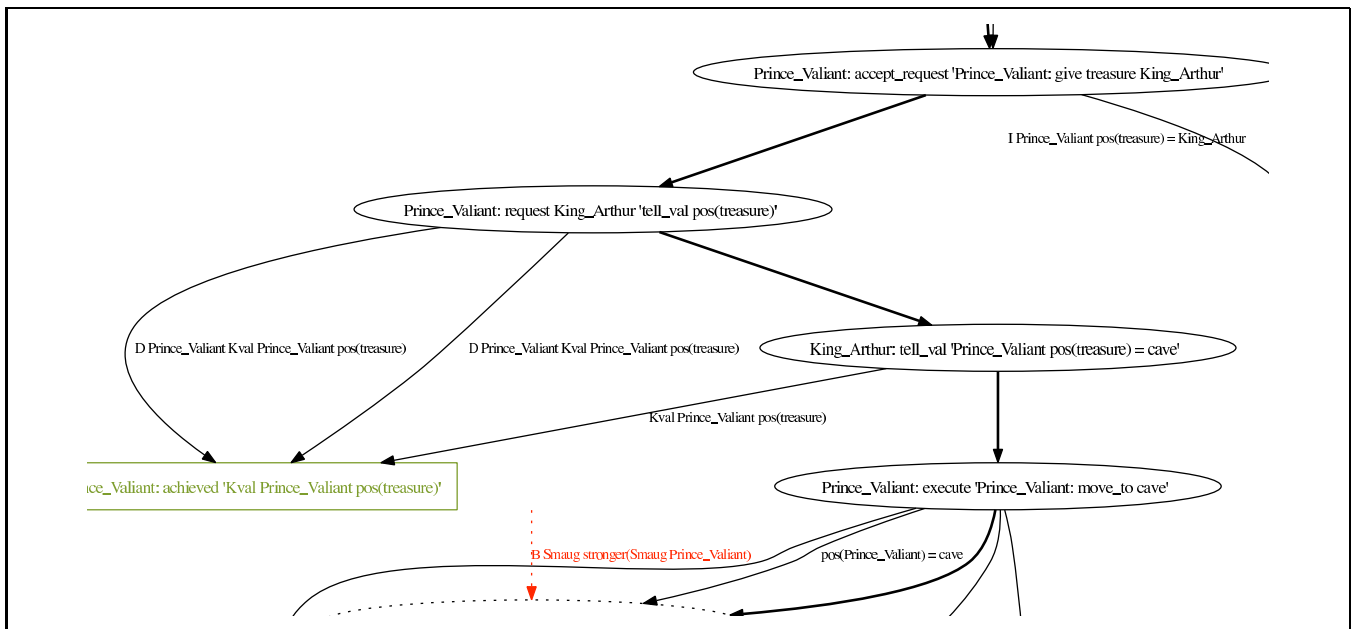 Prince_Valiant: accept_request 'Prince_Valiant: give treasure King_Arthur'
I Prince_Valiant pos(treasure) = King_Arthur
Prince_Valiant: request King_Arthur 'tell_val pos(treasure)'
D Prince_Valiant Kval Prince_Valiant pos(treasure)
D Prince_Valiant Kval Prince_Valiant pos(treasure)
King_Arthur: tell_val 'Prince_Valiant pos(treasure) = cave'
Kval Prince_Valiant pos(treasure)
nce_Valiant: achieved 'Kval Prince_Valiant pos(treasure)'
Prince_Valiant: execute 'Prince_Valiant: move_to cave'
B Smaug stronger(Smaug Prince_Valiant)
pos(Prince_Valiant) = cave